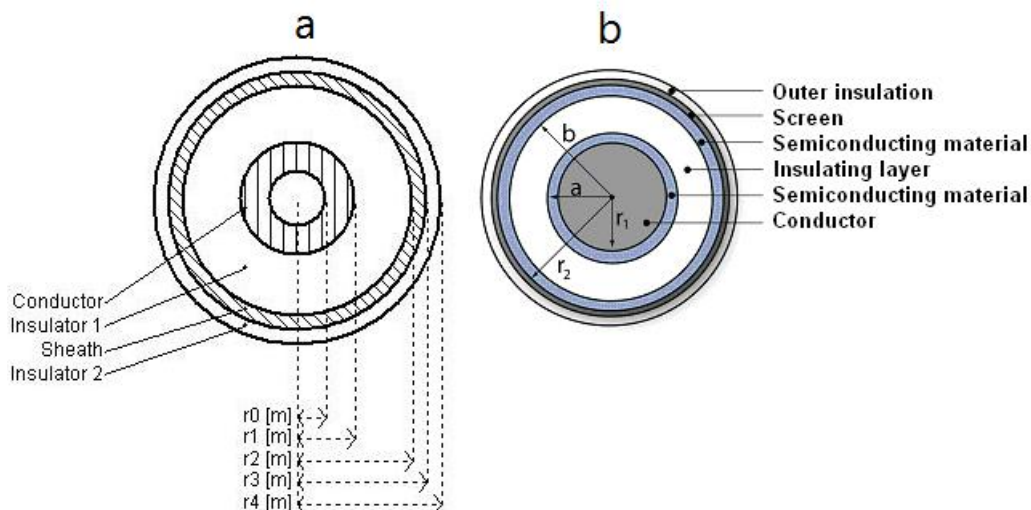 a
b
Conductor
Insulator 1
Sheath
Insulator 2
r0 [m]
r1 [m]
r2 [m]
r3 [m]
r4 [m]
b
a
r₁
r₂
Outer insulation
Screen
Semiconducting material
Insulating layer
Semiconducting material
Conductor